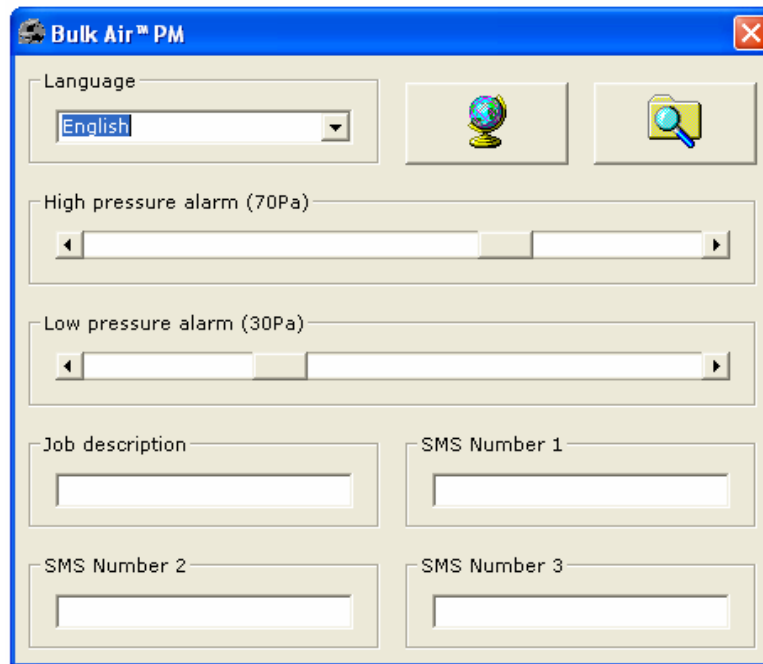 Bulk Air™ PM
Language
English
High pressure alarm (70Pa)
Low pressure alarm (30Pa)
Job description
SMS Number 1
SMS Number 2
SMS Number 3